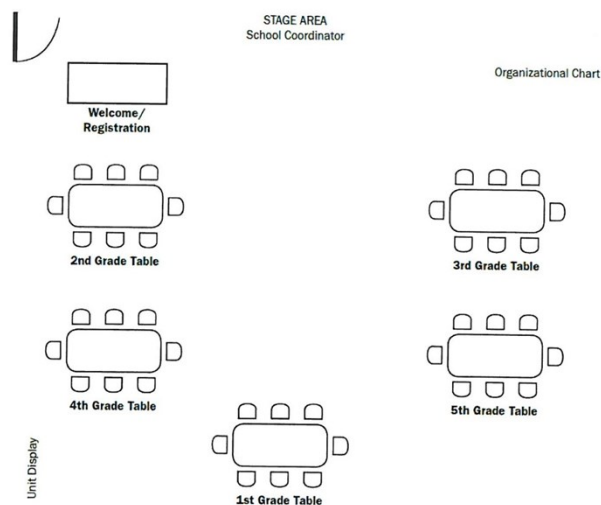 STAGE AREA
School Coordinator
Organizational Chart
Welcome/
Registration
2nd Grade Table
3rd Grade Table
4th Grade Table
5th Grade Table
Unit Display
1st Grade Table